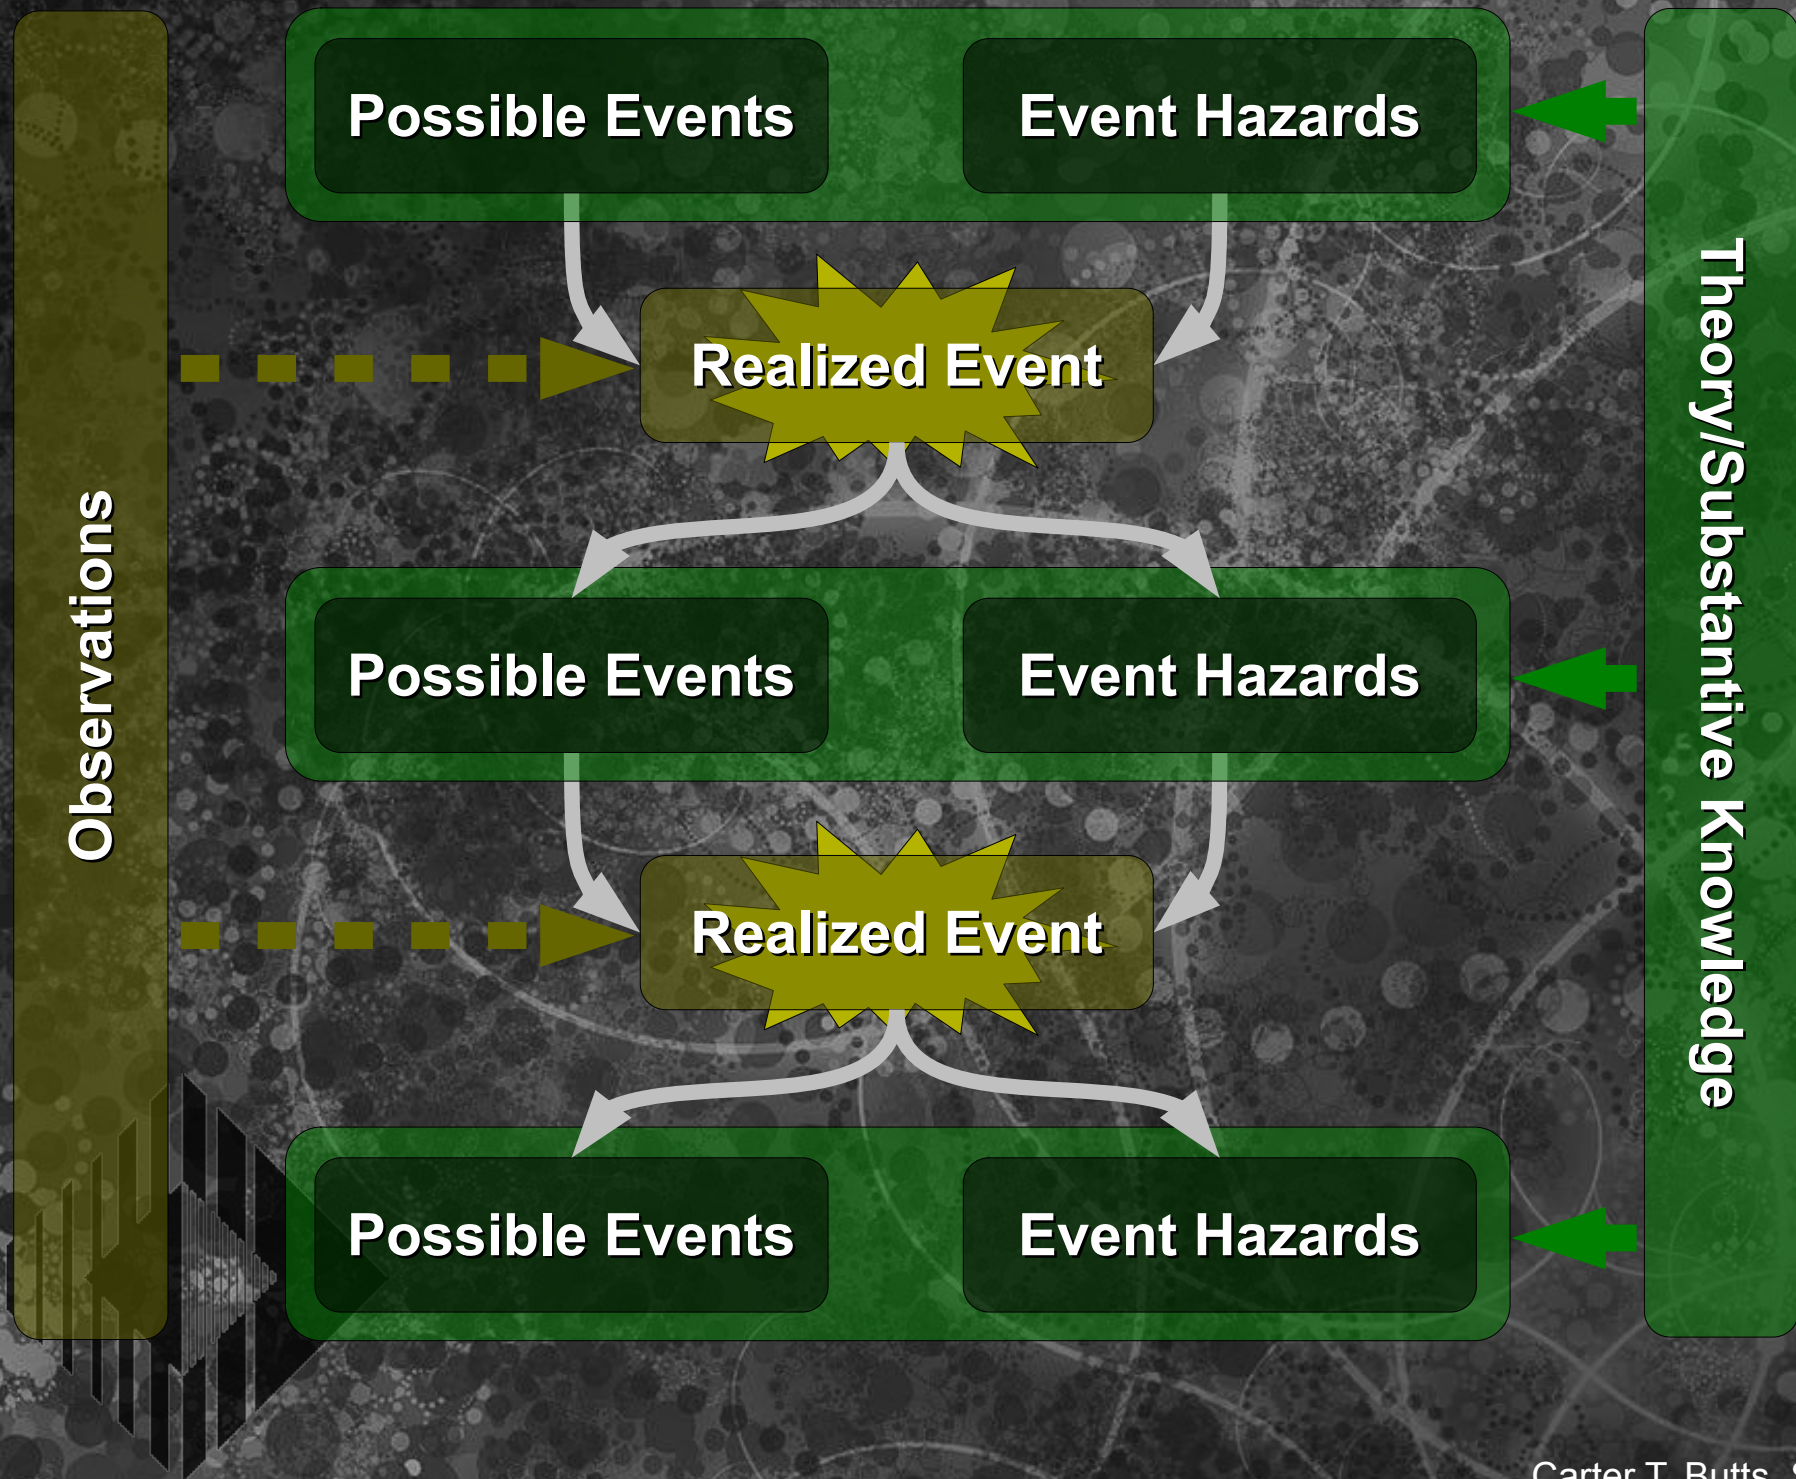 Possible Events
Event Hazards
Realized Event
Observations
Possible Events
Event Hazards
Theory/Substantive Knowledge
Realized Event
Possible Events
Event Hazards
Carter T. Butts,